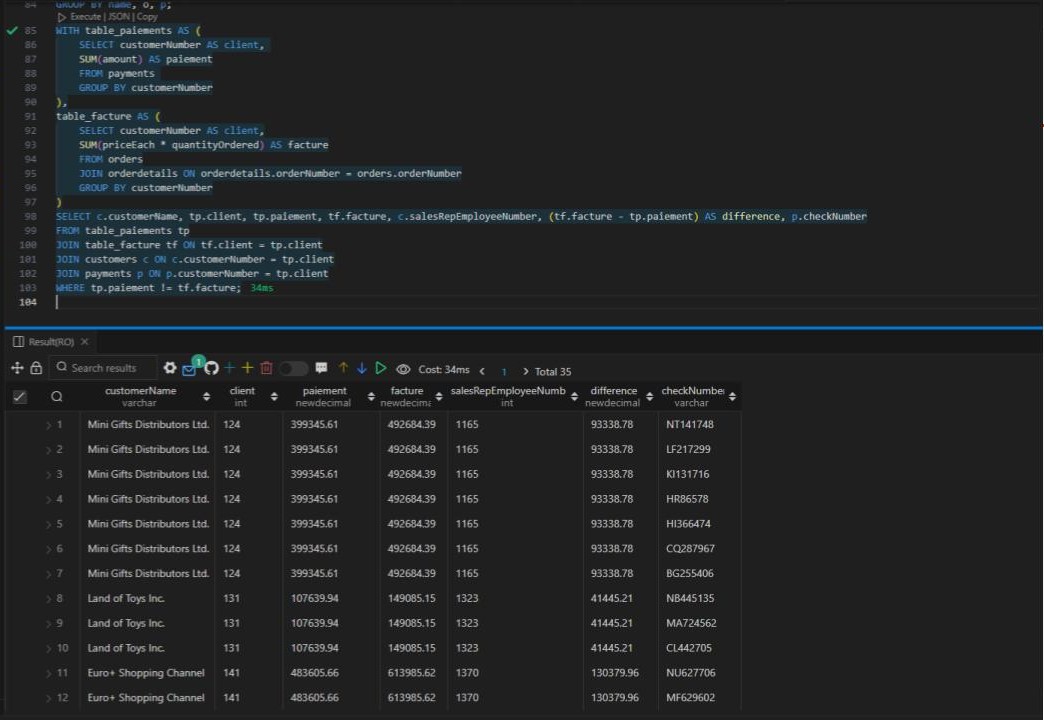 84 GROUP BY name, o, p;
Execute | JSON | Copy
85 WITH table_paiements AS (
86 SELECT customerNumber AS client,
87 SUM(amount) AS paiement
88 FROM payments
89 GROUP BY customerNumber
90 ),
91 table_facture AS (
92 SELECT customerNumber AS client,
93 SUM(priceEach * quantityOrdered) AS facture
94 FROM orders
95 JOIN orderdetails ON orderdetails.orderNumber = orders.orderNumber
96 GROUP BY customerNumber
97 )
98 SELECT c.customerName, tp.client, tp.paiement, tf.facture, c.salesRepEmployeeNumber, (tf.facture - tp.paiement) AS difference, p.checkNumber
99 FROM table_paiements tp
100 JOIN table_facture tf ON tf.client = tp.client
101 JOIN customers c ON c.customerNumber = tp.client
102 JOIN payments p ON p.customerNumber = tp.client
103 WHERE tp.paiement != tf.facture; 34ms
104
Result(RO)
Search results 1 Cost: 34ms 1 Total 35
customerName client paiement facture salesRepEmployeeNumb difference checkNumber
varchar int newdecimal newdecima int newdecimal varchar
1 Mini Gifts Distributors Ltd. 124 399345.61 492684.39 1165 93338.78 NT141748
2 Mini Gifts Distributors Ltd. 124 399345.61 492684.39 1165 93338.78 LF217299
3 Mini Gifts Distributors Ltd. 124 399345.61 492684.39 1165 93338.78 KI131716
4 Mini Gifts Distributors Ltd. 124 399345.61 492684.39 1165 93338.78 HR86578
5 Mini Gifts Distributors Ltd. 124 399345.61 492684.39 1165 93338.78 HI366474
6 Mini Gifts Distributors Ltd. 124 399345.61 492684.39 1165 93338.78 CQ287967
7 Mini Gifts Distributors Ltd. 124 399345.61 492684.39 1165 93338.78 BG255406
8 Land of Toys Inc. 131 107639.94 149085.15 1323 41445.21 NB445135
9 Land of Toys Inc. 131 107639.94 149085.15 1323 41445.21 MA724562
10 Land of Toys Inc. 131 107639.94 149085.15 1323 41445.21 CL442705
11 Euro+ Shopping Channel 141 483605.66 613985.62 1370 130379.96 NU627706
12 Euro+ Shopping Channel 141 483605.66 613985.62 1370 130379.96 MF629602